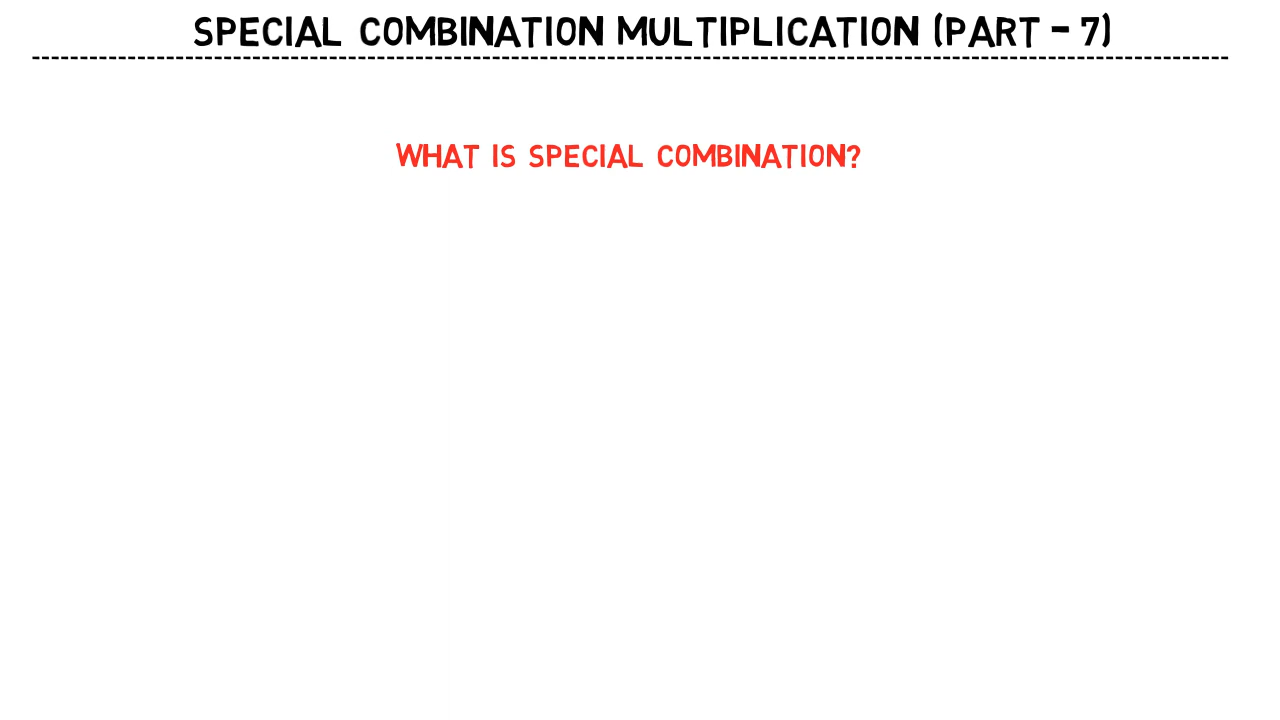 SPECIAL COMBINATION MULTIPLICATION (PART - 7)
WHAT IS SPECIAL COMBINATION?